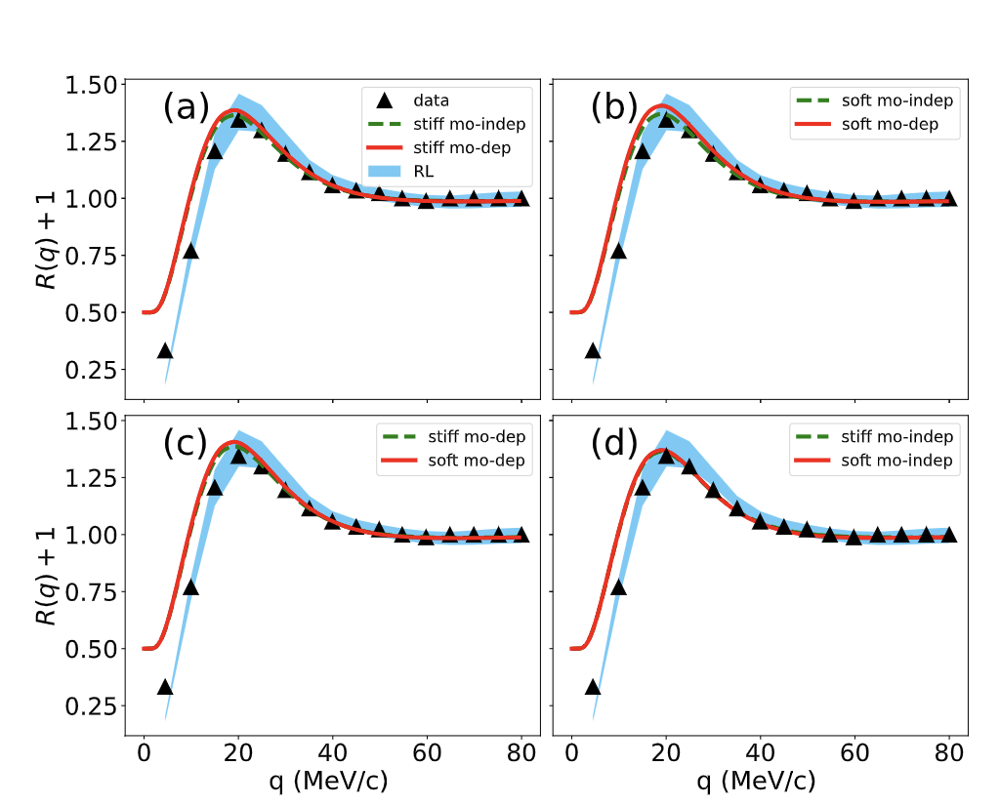 (a)
data
stiff mo-indep
stiff mo-dep
RL
1.50
1.25
1.00
0.75
0.50
0.25
R(q) + 1
(b)
soft mo-indep
soft mo-dep
(c)
stiff mo-dep
soft mo-dep
1.50
1.25
1.00
0.75
0.50
0.25
R(q) + 1
0 20 40 60 80
q (MeV/c)
(d)
stiff mo-indep
soft mo-indep
0 20 40 60 80
q (MeV/c)